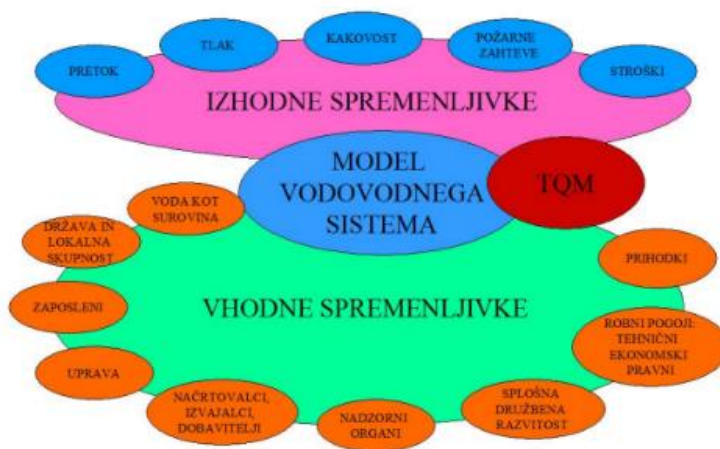 PRETOK
TLAK
KAKOVOST
POŽARNE
ZAHTEVE
STROŠKI
IZHODNE SPREMENLJIVKE
MODEL
VODOVODNEGA
SISTEMA
TQM
VODA KOT
SUROVINA
DRŽAVA IN
LOKALNA
SKUPNOST
ZAPOSLENI
UPRAVA
NAČRTOVALCI,
IZVAJALCI,
DOBAVITELJI
NADZORNI
ORGANI
SPLOŠNA
DRUŽBENA
RAZVITOST
ROBNI POGOJI:
TEHNIČNI
EKONOMSKI
PRAVNI
PRIHODKI
VHODNE SPREMENLJIVKE